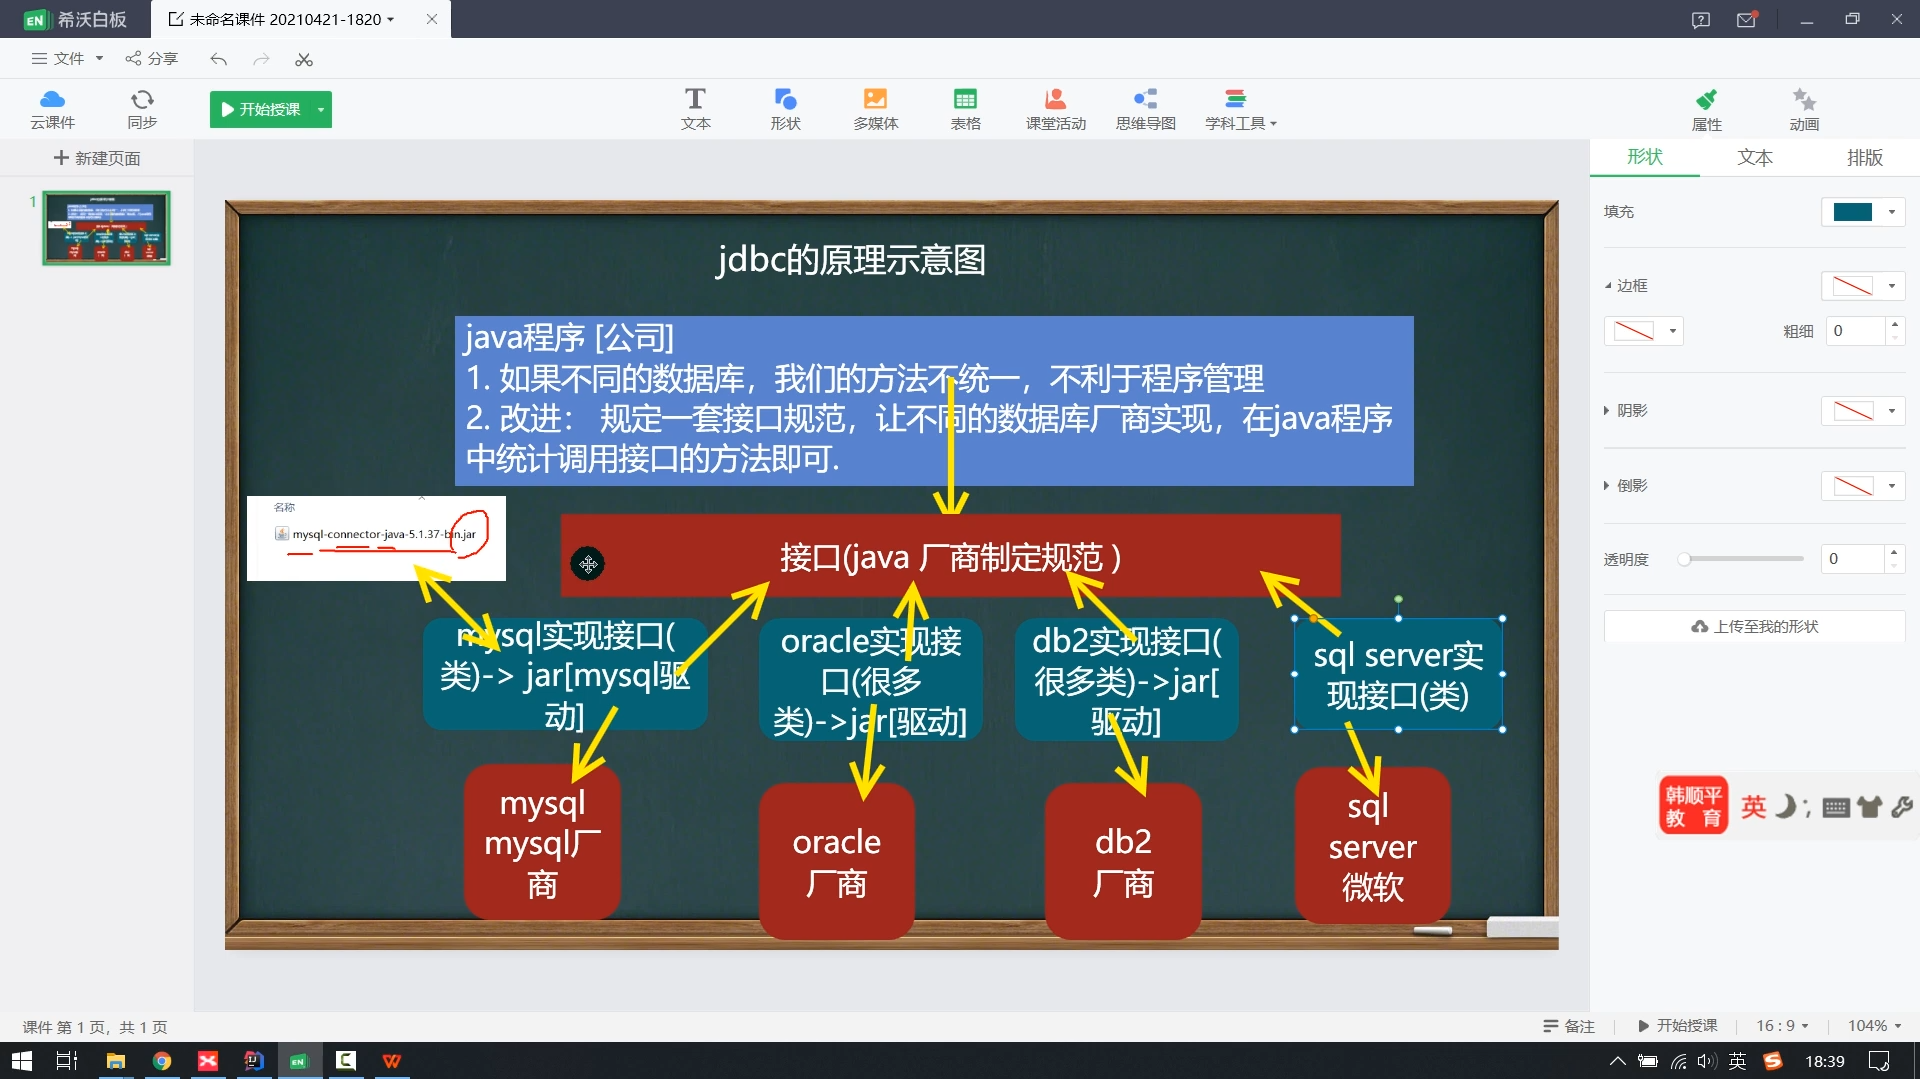 EN 希沃白板
未命名课件 20210421-1820
文件
分享
云课件
同步
开始授课
文本
形状
多媒体
表格
课堂活动
思维导图
学科工具
属性
动画
新建页面
1
形状
文本
排版
填充
边框
粗细
0
阴影
倒影
透明度
0
上传至我的形状
jdbc的原理示意图
java程序 [公司]
1. 如果不同的数据库，我们的方法不统一，不利于程序管理
2. 改进： 规定一套接口规范，让不同的数据库厂商实现，在java程序
中统计调用接口的方法即可.
名称
mysql-connector-java-5.1.37-bin.jar
接口(java 厂商制定规范 )
mysql实现接口(
类)-> jar[mysql驱
动]
oracle实现接
口(很多
类)->jar[驱动]
db2实现接口(
很多类)->jar[
驱动]
sql server实
现接口(类)
mysql
mysql厂
商
oracle
厂商
db2
厂商
sql
server
微软
韩顺平
教 育
英
课件 第 1 页，共 1 页
备注
开始授课
16 : 9
104%
英
18:39